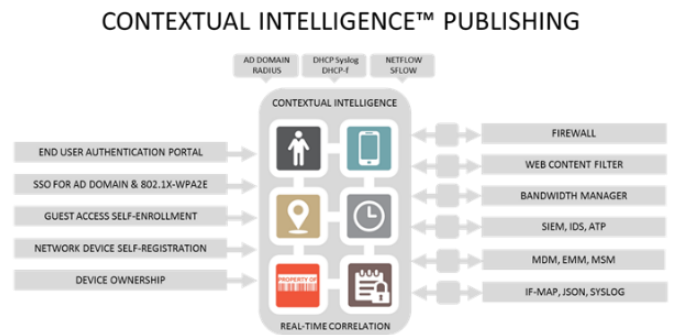 CONTEXTUAL INTELLIGENCE™ PUBLISHING
AD DOMAIN
RADIUS
DHCP Syslog
DHCP-f
NETFLOW
SFLOW
CONTEXTUAL INTELLIGENCE
END USER AUTHENTICATION PORTAL
SSO FOR AD DOMAIN & 802.1X-WPA2E
GUEST ACCESS SELF-ENROLLMENT
NETWORK DEVICE SELF-REGISTRATION
DEVICE OWNERSHIP
PROPERTY OF
REAL-TIME CORRELATION
FIREWALL
WEB CONTENT FILTER
BANDWIDTH MANAGER
SIEM, IDS, ATP
MDM, EMM, MSM
IF-MAP, JSON, SYSLOG